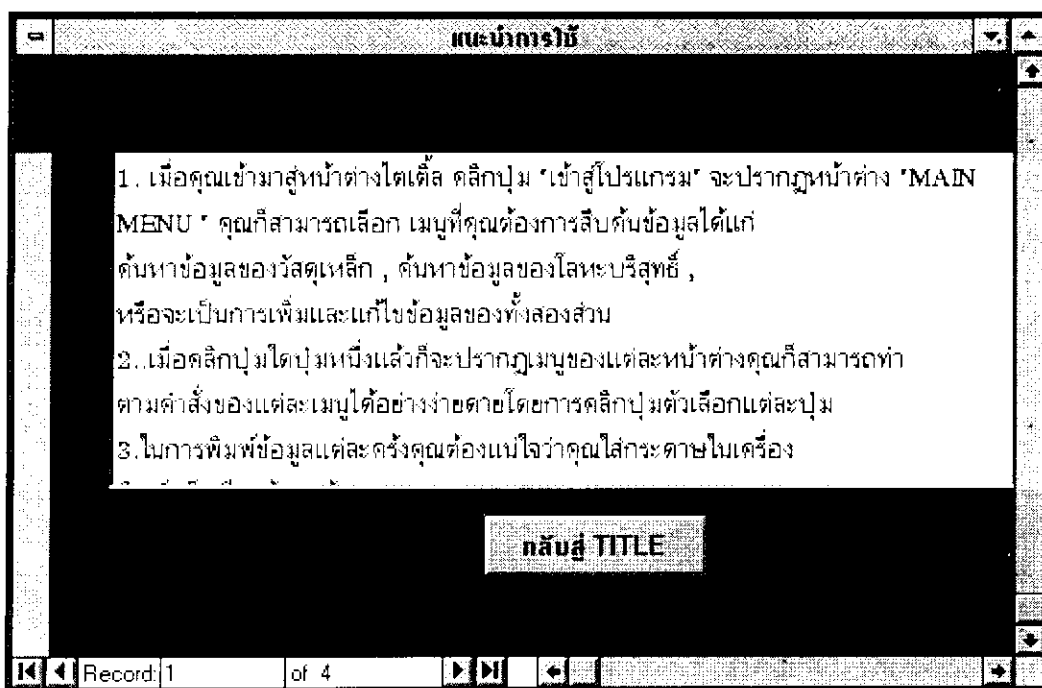 แนะนำการใช้
1. เมื่อคุณเข้ามาสู่หน้าต่างไตเติ้ล คลิกปุ่ม "เข้าสู่โปรแกรม" จะปรากฎหน้าต่าง "MAIN
MENU " คุณก็สามารถเลือก เมนูที่คุณต้องการสืบค้นข้อมูลได้แก่
ค้นหาข้อมูลของวัสดุเหล็ก , ค้นหาข้อมูลของโลหะบริสุทธิ์ ,
หรือจะเป็นการเพิ่มและแก้ไขข้อมูลของทั้งสองส่วน
2..เมื่อคลิกปุ่มใดปุ่มหนึ่งแล้วก็จะปรากฎเมนูของแต่ละหน้าต่างคุณก็สามารถทำ
ตามคำสั่งของแต่ละเมนูได้อย่างง่ายดายโดยการคลิกปุ่มตัวเลือกแต่ละปุ่ม
3.ในการพิมพ์ข้อมูลแต่ละครั้งคุณต้องแน่ใจว่าคุณใส่กระดาษในเครื่อง
กลับสู่ TITLE
Record: 1 of 4